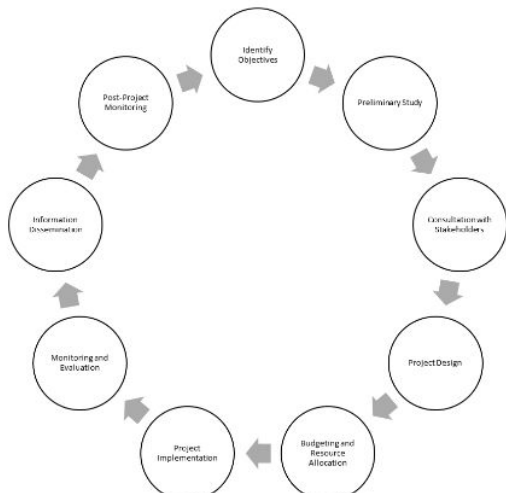 Identify
Objectives
Preliminary Study
Consultation with
Stakeholders
Project Design
Budgeting and
Resource
Allocation
Project
Implementation
Monitoring and
Evaluation
Information
Dissemination
Post-Project
Monitoring